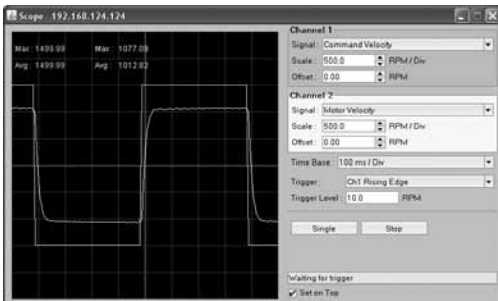 Scope 192.168.124.124
Max : 1499.99 Max : 1077.09
Avg : 1499.99 Avg : 1012.82
Channel 1
Signal : Command Velocity
Scale : 500.0 RPM / Div
Offset : 0.00 RPM
Channel 2
Signal : Motor Velocity
Scale : 500.0 RPM / Div
Offset : 0.00 RPM
Time Base : 100 ms / Div
Trigger : Ch1 Rising Edge
Trigger Level : 10.0 RPM
Single Stop
Waiting for trigger
Set on Top